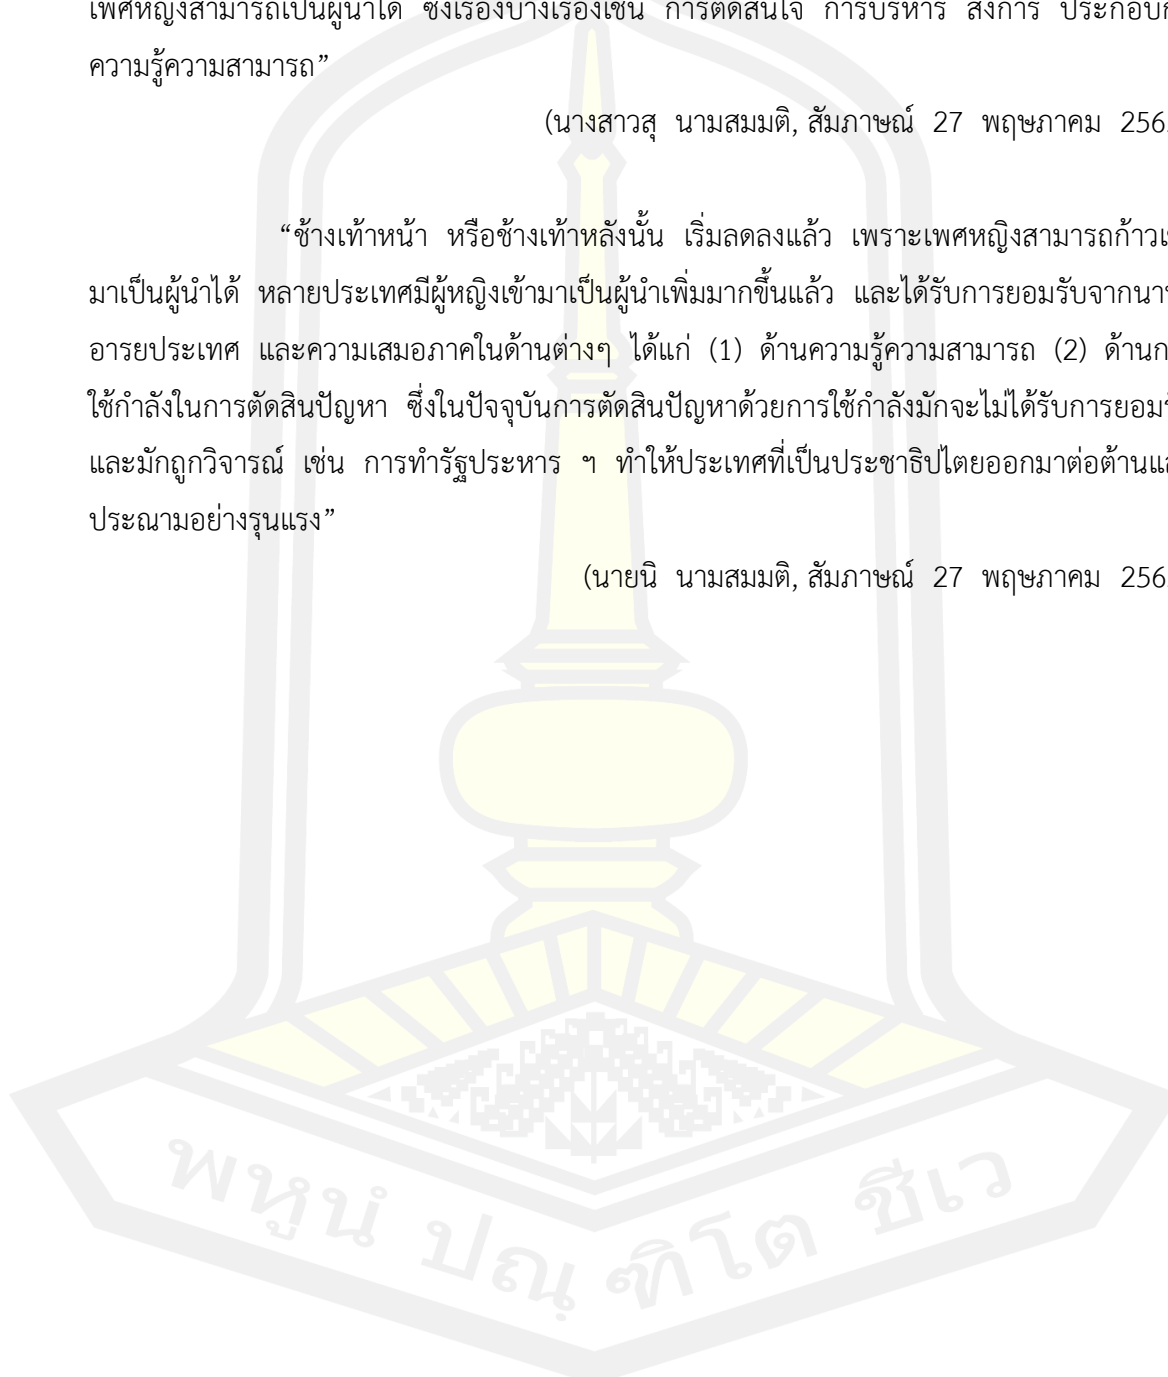 เพศหญิงสามารถเป็นผู้นำได้ ซึ่งเรื่องบางเรื่องเช่น การตัดสินใจ การบริหาร สั่งการ
ความรู้ความสามารถ”
(นางสาวสุ นามสมมติ, สัมภาษณ์ 27 พฤษภาคม 256
“ช้างเท้าหน้า หรือช้างเท้าหลังนั้น เริ่มลดลงแล้ว เพราะเพศหญิงสามารถก้าว
มาเป็นผู้นำได้ หลายประเทศมีผู้หญิงเข้ามาเป็นผู้นำเพิ่มมากขึ้นแล้ว และได้รับการยอมรับจาก
อารยประเทศ และความเสมอภาคในด้านต่างๆ ได้แก่ (1) ด้านความรู้ความสามารถ (2)
ใช้กำลังในการตัดสินปัญหา ซึ่งในปัจจุบันการตัดสินปัญหาด้วยการใช้กำลังมักจะไม่ได้รับการ
และมักถูกวิจารณ์ เช่น การทำรัฐประหาร ฯ ทำให้ประเทศที่เป็นประชาธิปไตยออกมาต่อต้าน
ประณามอย่างรุนแรง”
(นายนิ นามสมมติ, สัมภาษณ์ 27 พฤษภาคม 256
พหูนํ ปณฺฑิโต ชีเว